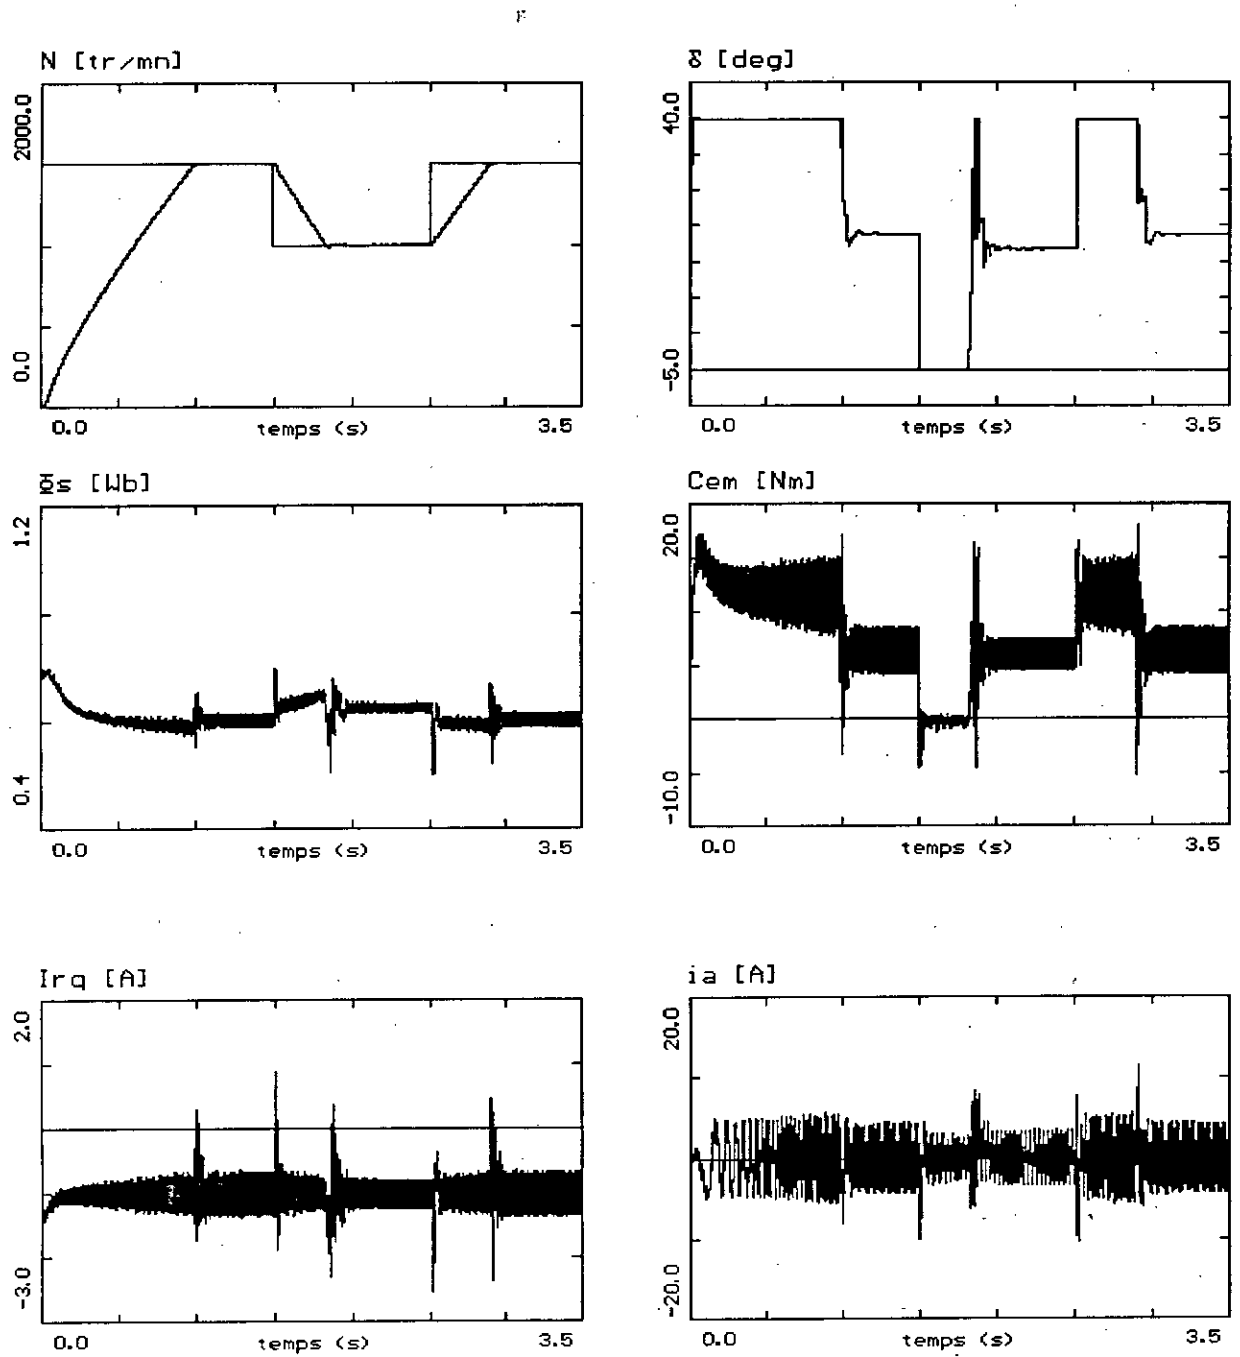 N [tr/mn]
2000.0
0.0
0.0 temps (s) 3.5
δ [deg]
40.0
-5.0
0.0 temps (s) 3.5
Φs [Wb]
1.2
0.4
0.0 temps (s) 3.5
Cem [Nm]
20.0
-10.0
0.0 temps (s) 3.5
Irq [A]
2.0
-3.0
0.0 temps (s) 3.5
ia [A]
20.0
-20.0
0.0 temps (s) 3.5